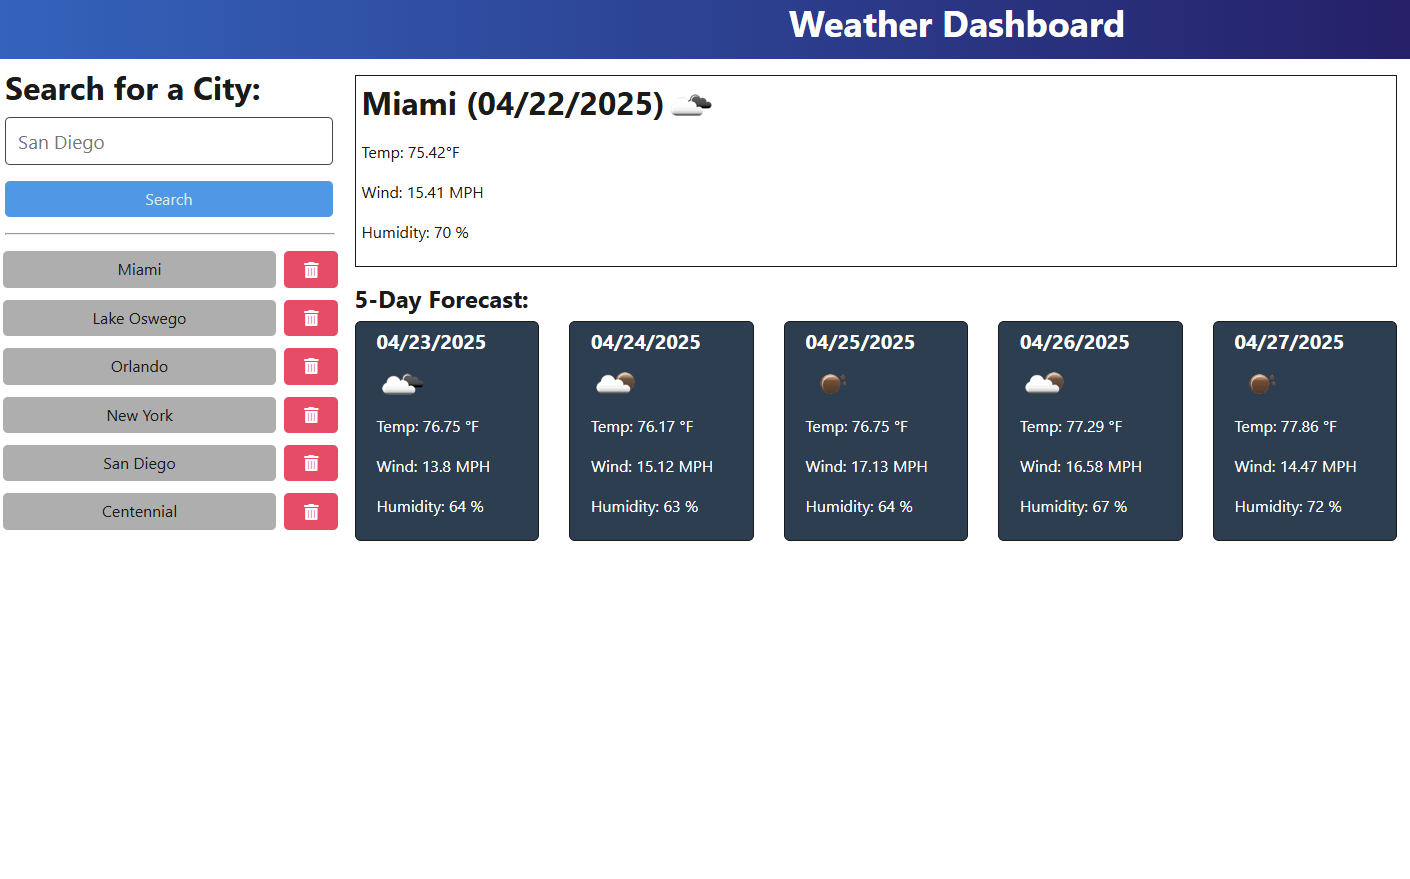 Weather Dashboard
Search for a City:
San Diego
Search
Miami
Lake Oswego
Orlando
New York
San Diego
Centennial
Miami (04/22/2025)
Temp: 75.42°F
Wind: 15.41 MPH
Humidity: 70 %
5-Day Forecast:
04/23/2025
Temp: 76.75 °F
Wind: 13.8 MPH
Humidity: 64 %
04/24/2025
Temp: 76.17 °F
Wind: 15.12 MPH
Humidity: 63 %
04/25/2025
Temp: 76.75 °F
Wind: 17.13 MPH
Humidity: 64 %
04/26/2025
Temp: 77.29 °F
Wind: 16.58 MPH
Humidity: 67 %
04/27/2025
Temp: 77.86 °F
Wind: 14.47 MPH
Humidity: 72 %